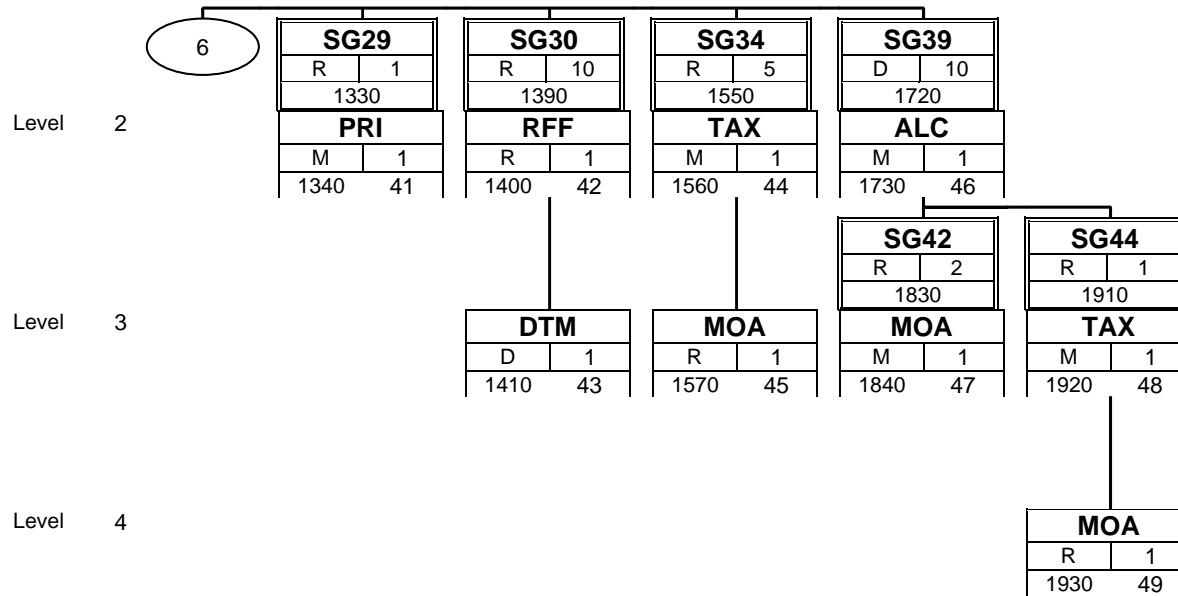 6
SG29 SG30 SG34 SG39
R 1 R 10 R 5 D 10
1330 1390 1550 1720
Level 2 PRI RFF TAX ALC
M 1 R 1 M 1 M 1
1340 41 1400 42 1560 44 1730 46
SG42 SG44
R 2 R 1
1830 1910
Level 3 DTM MOA MOA TAX
D 1 R 1 M 1 M 1
1410 43 1570 45 1840 47 1920 48
Level 4 MOA
R 1
1930 49